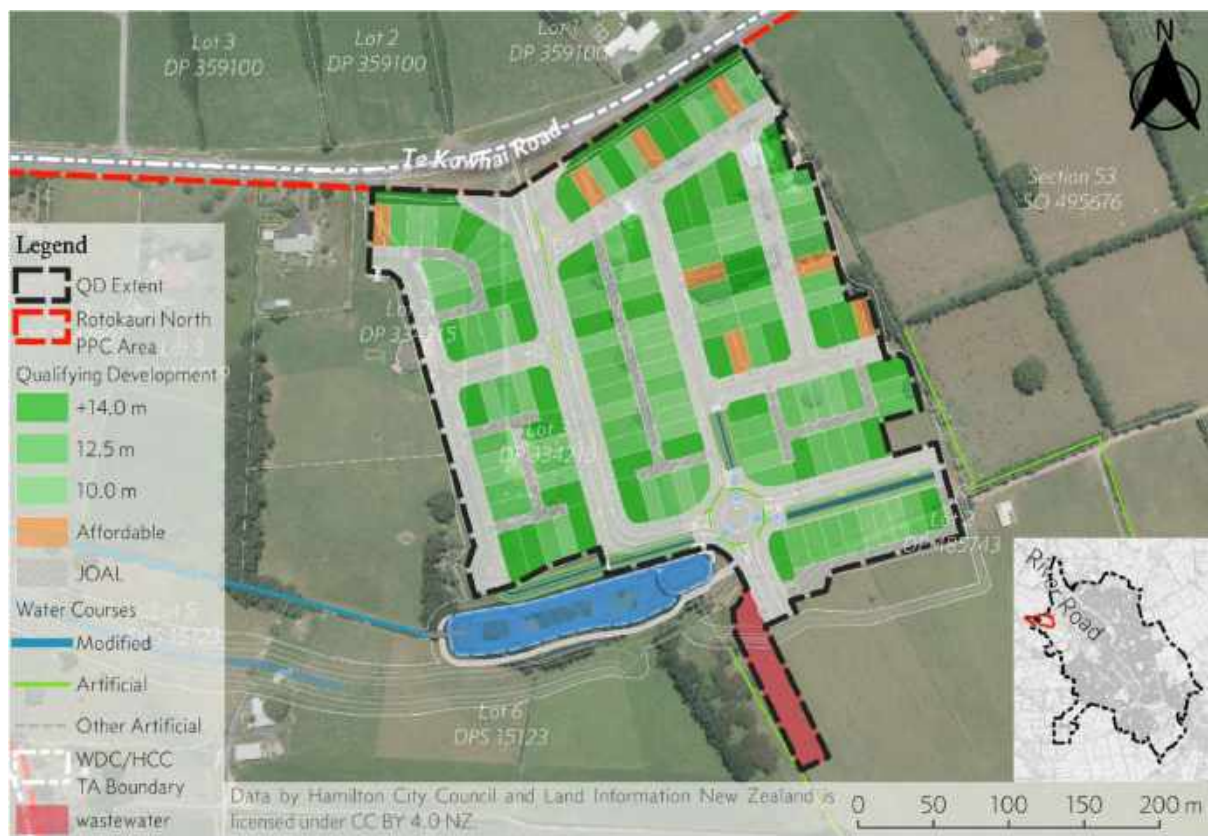 Lot 3
DP 359100
Lot 2
DP 359100
DP 359100
N
Te Kowhai Road
Section 53
SO 495676
Legend
QD Extent
Rotokauri North
PPC Area
Qualifying Development
+14.0 m
12.5 m
10.0 m
Affordable
JOAL
Water Courses
Modified
Artificial
Other Artificial
WDC/HCC
TA Boundary
wastewater
Lot 6
DPS 15123
River Road
Data by Hamilton City Council and Land Information New Zealand is
licensed under CC BY 4.0 NZ.
0 50 100 150 200 m